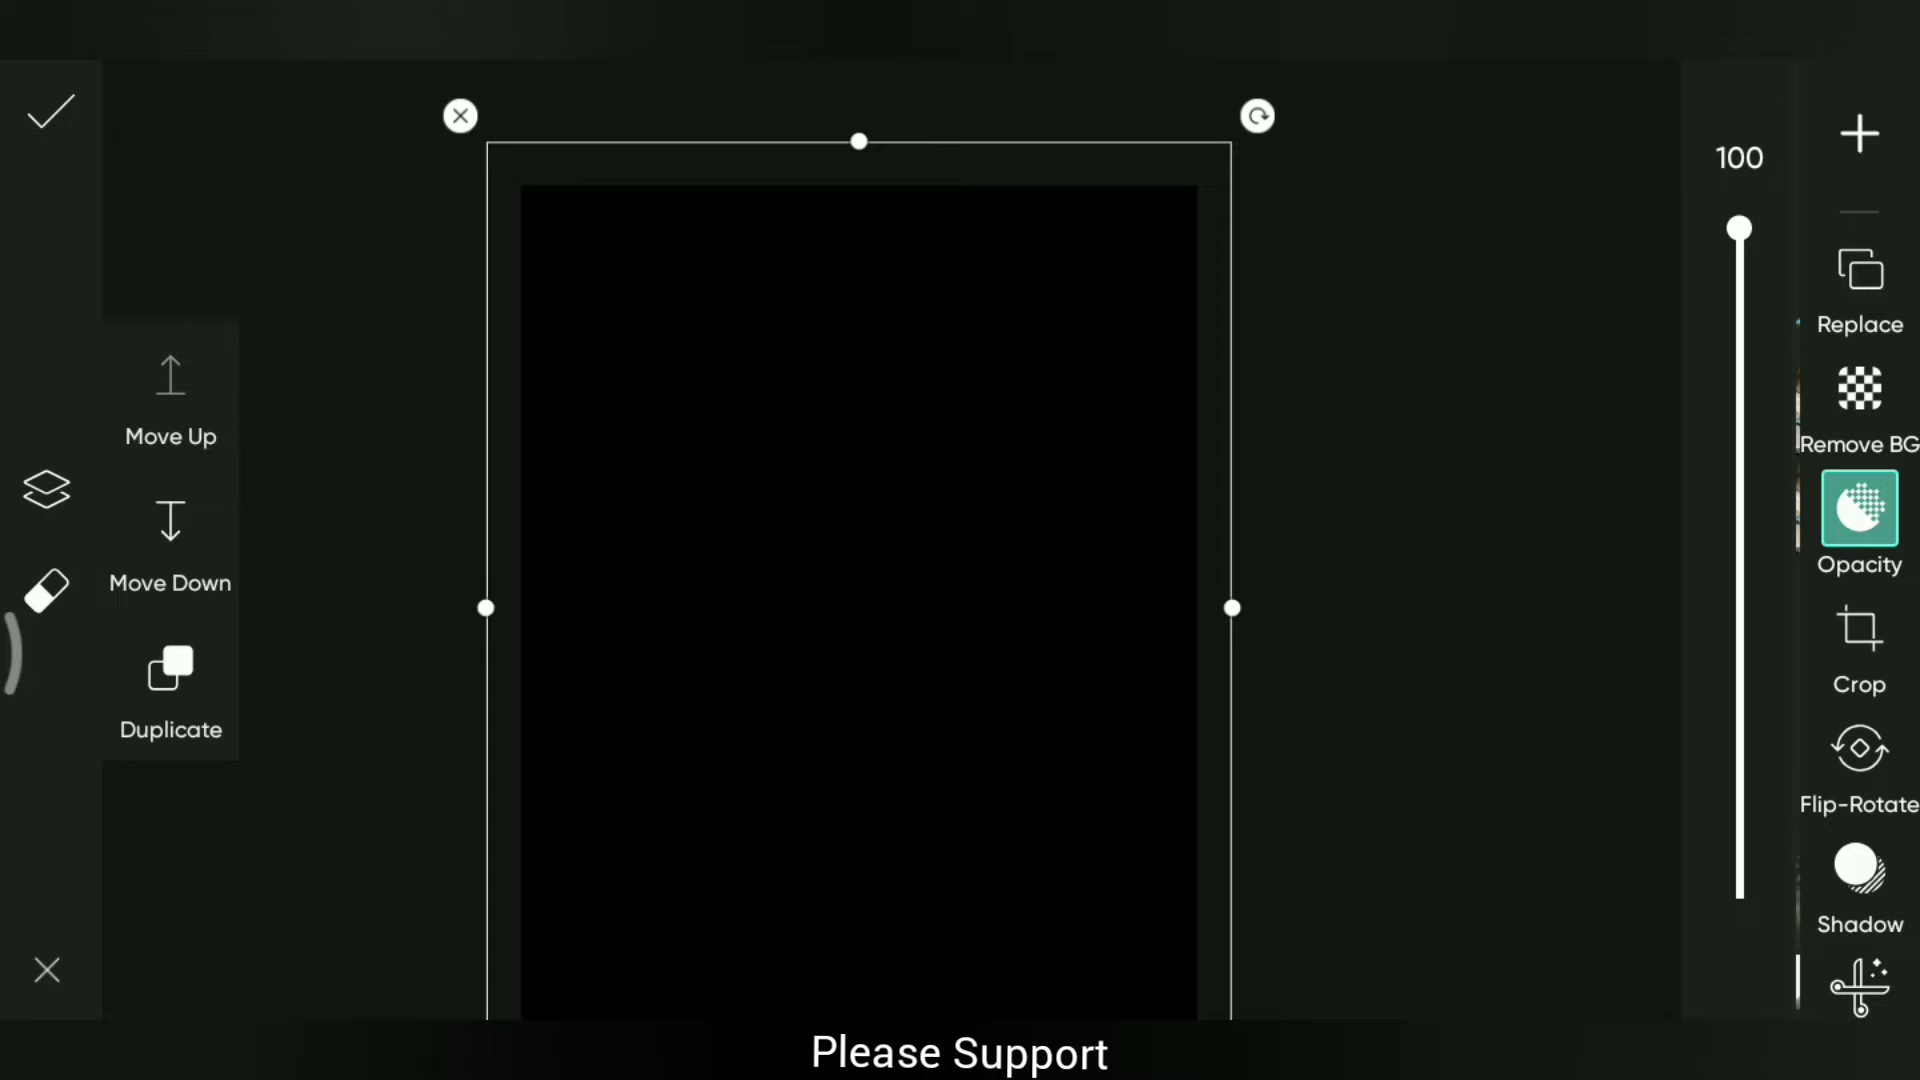 Move Up
Move Down
Duplicate
100
Replace
Remove BG
Opacity
Crop
Flip-Rotate
Shadow
Please Support